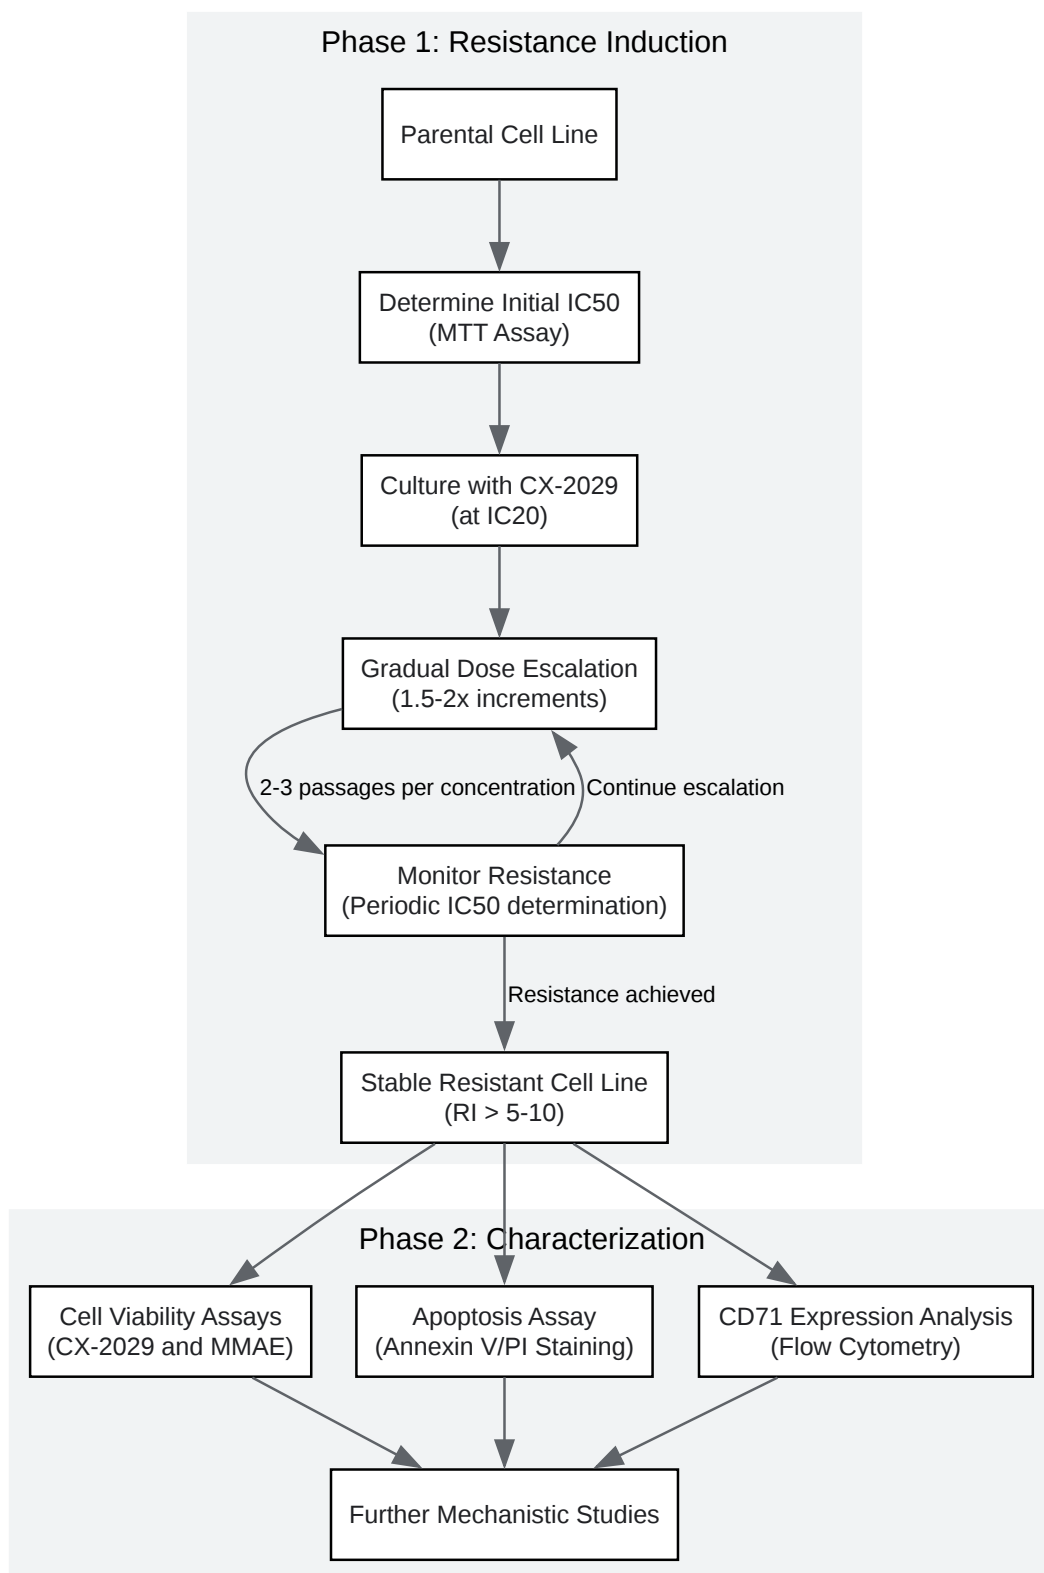 Phase 1: Resistance Induction
Parental Cell Line
Determine Initial IC50
(MTT Assay)
Culture with CX-2029
(at IC20)
Gradual Dose Escalation
(1.5-2x increments)
2-3 passages per concentration
Continue escalation
Monitor Resistance
(Periodic IC50 determination)
Resistance achieved
Stable Resistant Cell Line
(RI > 5-10)
Phase 2: Characterization
Cell Viability Assays
(CX-2029 and MMAE)
Apoptosis Assay
(Annexin V/PI Staining)
CD71 Expression Analysis
(Flow Cytometry)
Further Mechanistic Studies